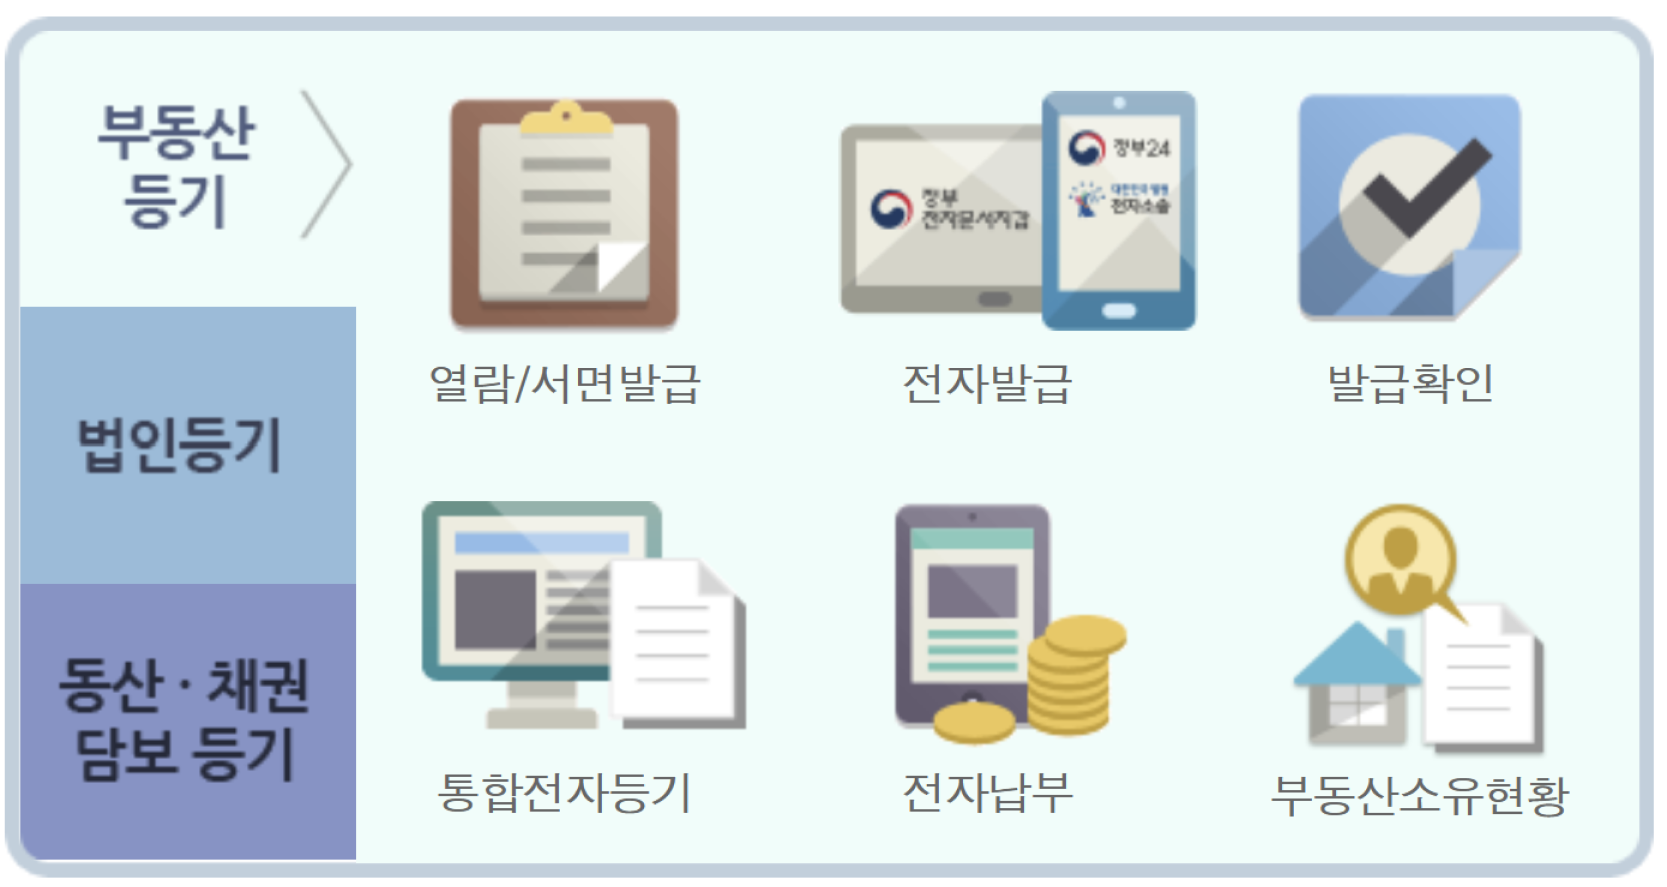 부동산
등기
법인등기
동산 · 채권
담보 등기
정부
전자문서지갑
정부24
대한민국 법원
전자소송
열람/서면발급
전자발급
발급확인
통합전자등기
전자납부
부동산소유현황